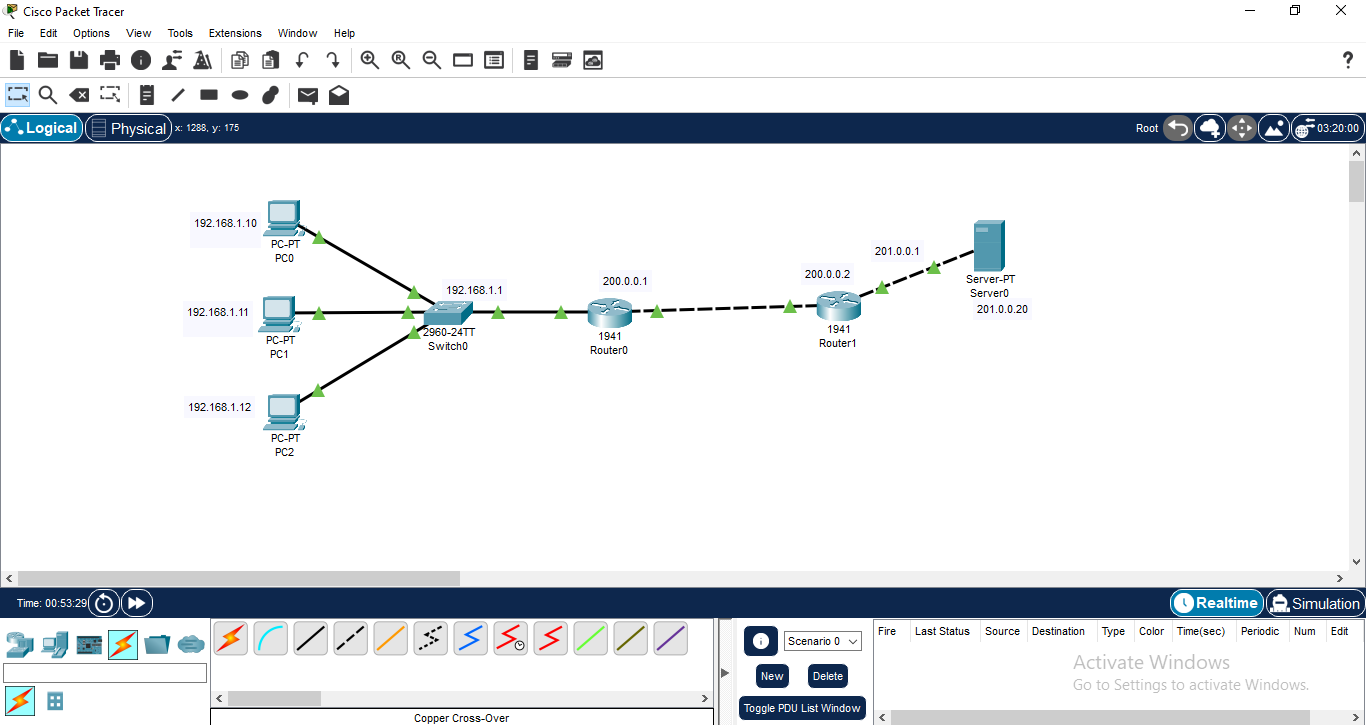 Cisco Packet Tracer
File Edit Options View Tools Extensions Window Help
Logical Physical x: 1288, y: 175 Root 03:20:00
192.168.1.10
PC-PT
PC0
192.168.1.11
PC-PT
PC1
192.168.1.12
PC-PT
PC2
192.168.1.1
2960-24TT
Switch0
200.0.0.1
1941
Router0
200.0.0.2
1941
Router1
201.0.0.1
Server-PT
Server0
201.0.0.20
Time: 00:53:29 Realtime Simulation
Copper Cross-Over
Scenario 0
New Delete
Toggle PDU List Window
Fire Last Status Source Destination Type Color Time(sec) Periodic Num Edit
Activate Windows
Go to Settings to activate Windows.